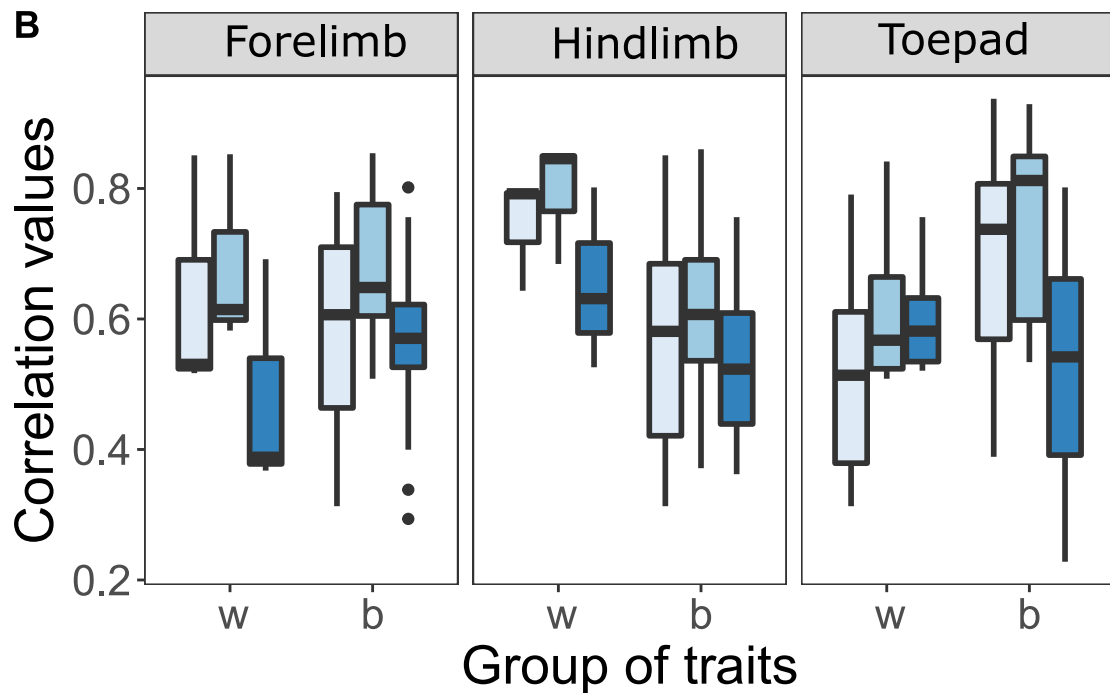 B
Forelimb Hindlimb Toepad
Correlation values
0.8
0.6
0.4
0.2
w b w b w b
Group of traits